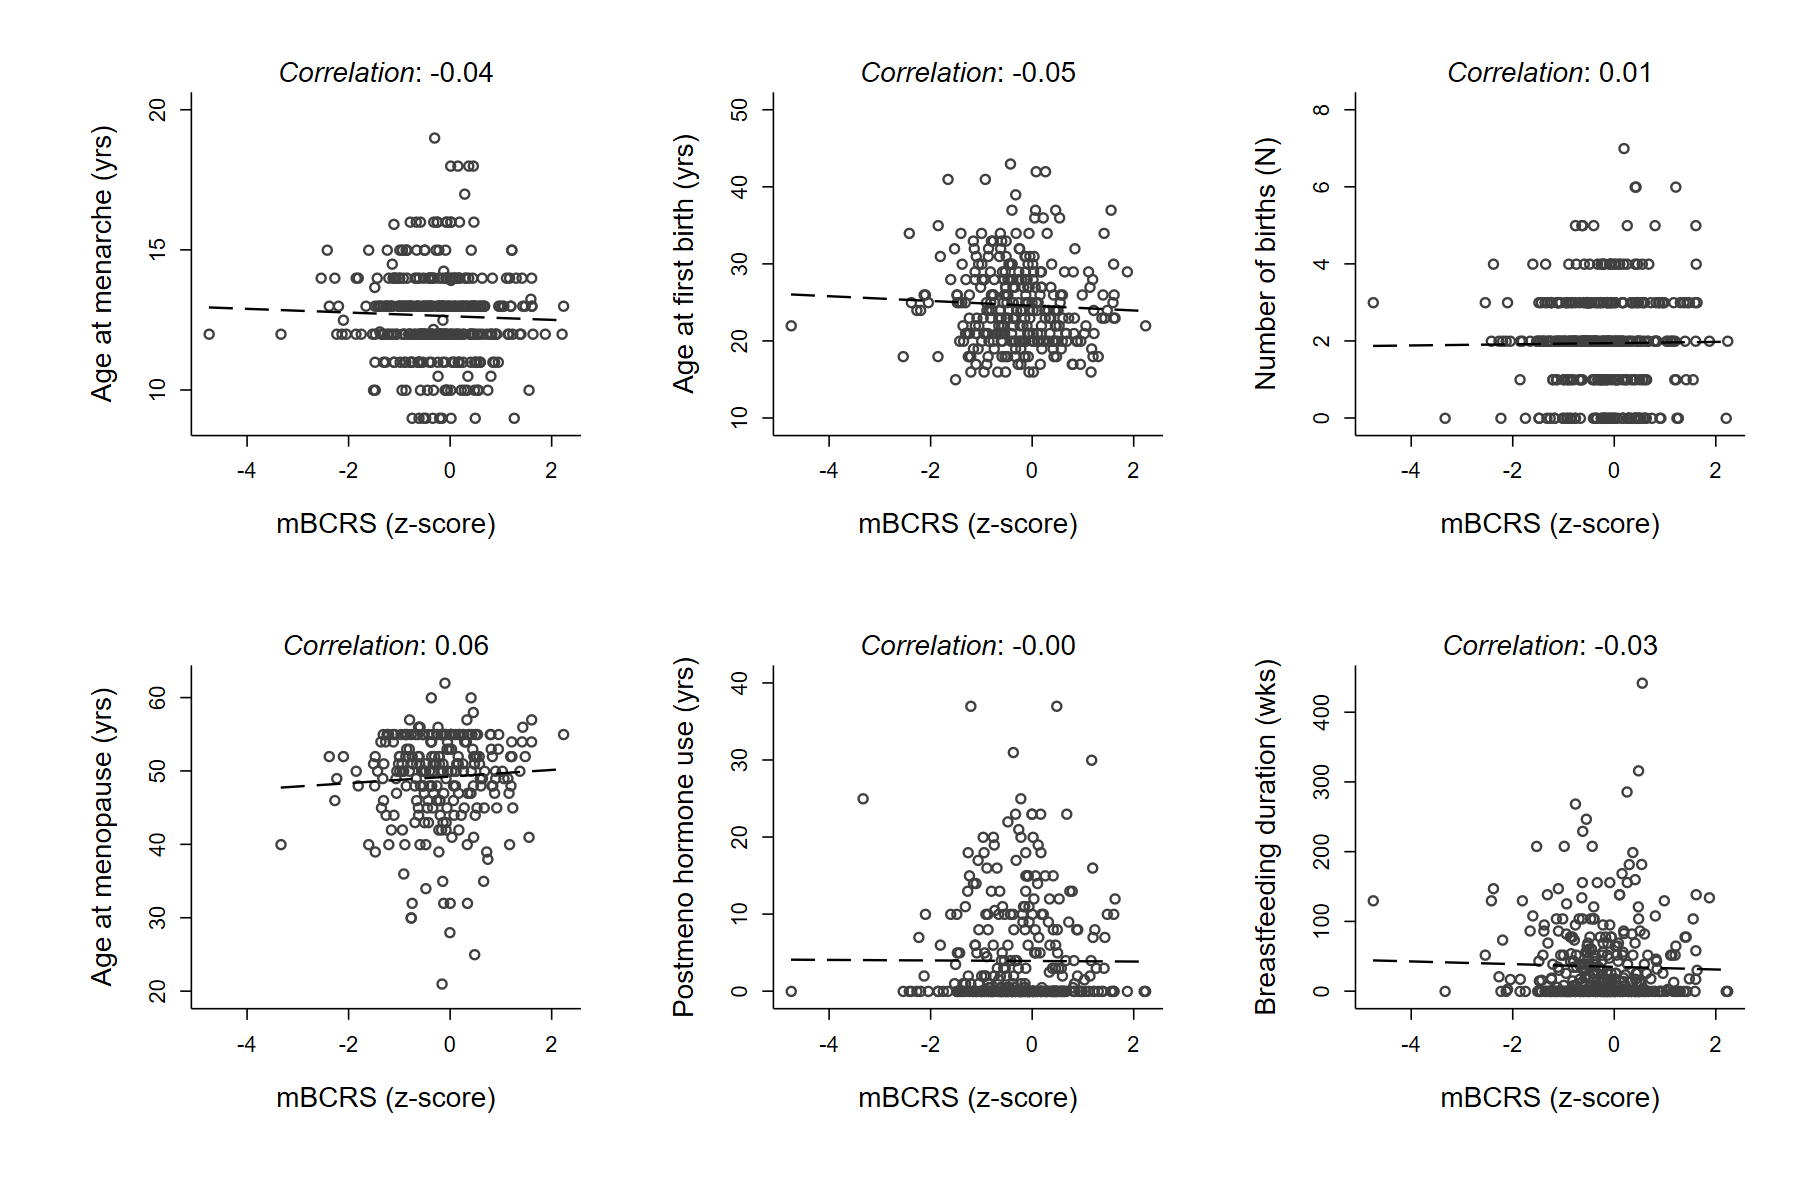 Correlation: -0.04
Age at menarche (yrs)
20
15
10
-4 -2 0 2
mBCRS (z-score)
Correlation: -0.05
Age at first birth (yrs)
50
40
30
20
10
-4 -2 0 2
mBCRS (z-score)
Correlation: 0.01
Number of births (N)
8
6
4
2
0
-4 -2 0 2
mBCRS (z-score)
Correlation: 0.06
Age at menopause (yrs)
60
50
40
30
20
-4 -2 0 2
mBCRS (z-score)
Correlation: -0.00
Postmeno hormone use (yrs)
40
30
20
10
0
-4 -2 0 2
mBCRS (z-score)
Correlation: -0.03
Breastfeeding duration (wks)
400
300
200
100
0
-4 -2 0 2
mBCRS (z-score)